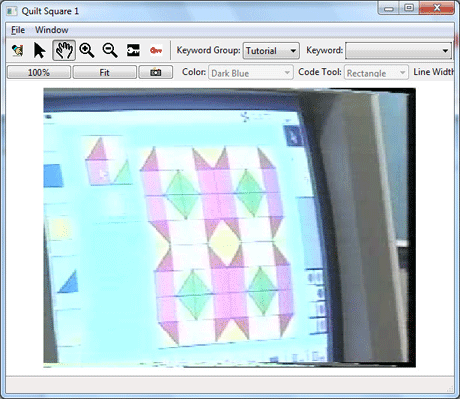 Quilt Square 1
File Window
Keyword Group: Tutorial Keyword:
100% Fit Color: Dark Blue Code Tool: Rectangle Line Width